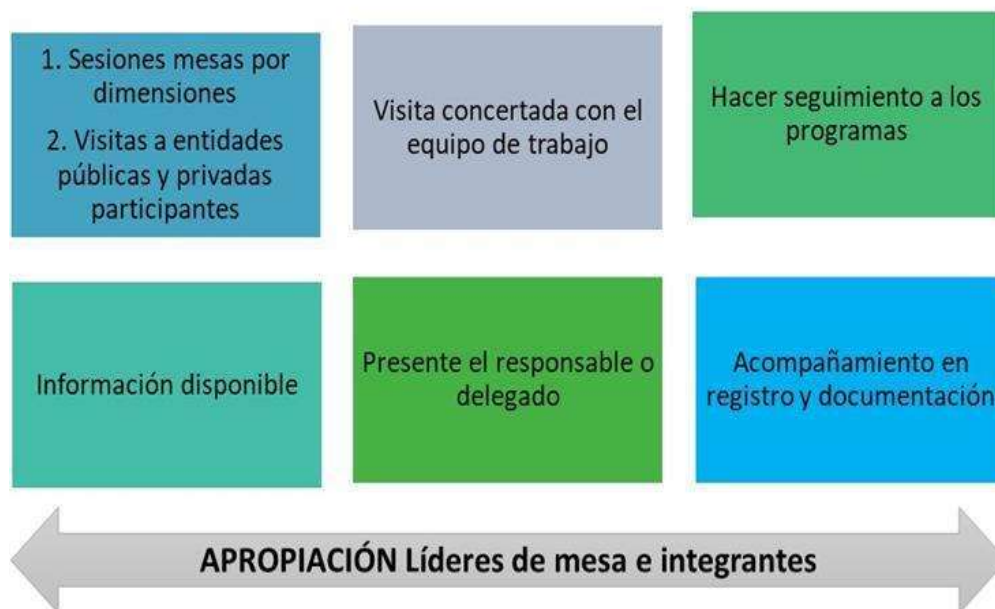 1. Sesiones mesas por
dimensiones
2. Visitas a entidades
públicas y privadas
participantes
Visita concertada con el
equipo de trabajo
Hacer seguimiento a los
programas
Información disponible
Presente el responsable o
delegado
Acompañamiento en
registro y documentación
APROPIACIÓN Líderes de mesa e integrantes